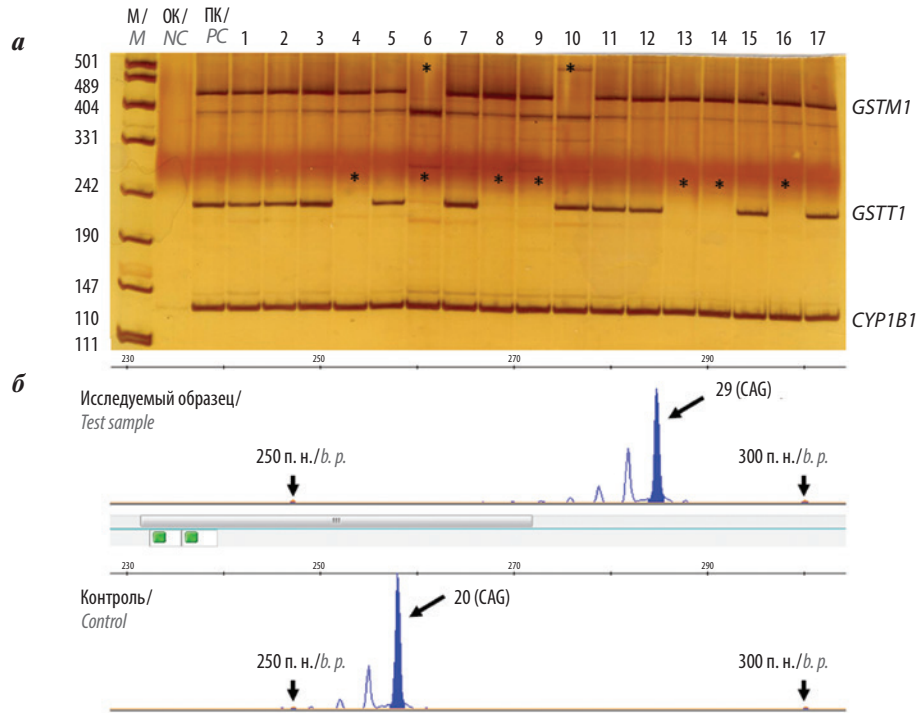 а
М/ ОК/ ПК/
M NC PC 1 2 3 4 5 6 7 8 9 10 11 12 13 14 15 16 17
501
489
404
331
242
190
147
110
111
* *
* * * * * * *
GSTM1
GSTT1
CYP1B1
230 250 270 290
б
Исследуемый образец/
Test sample
29 (CAG)
250 п. н./b. p.
300 п. н./b. p.
230 250 270 290
Контроль/
Control
20 (CAG)
250 п. н./b. p.
300 п. н./b. p.